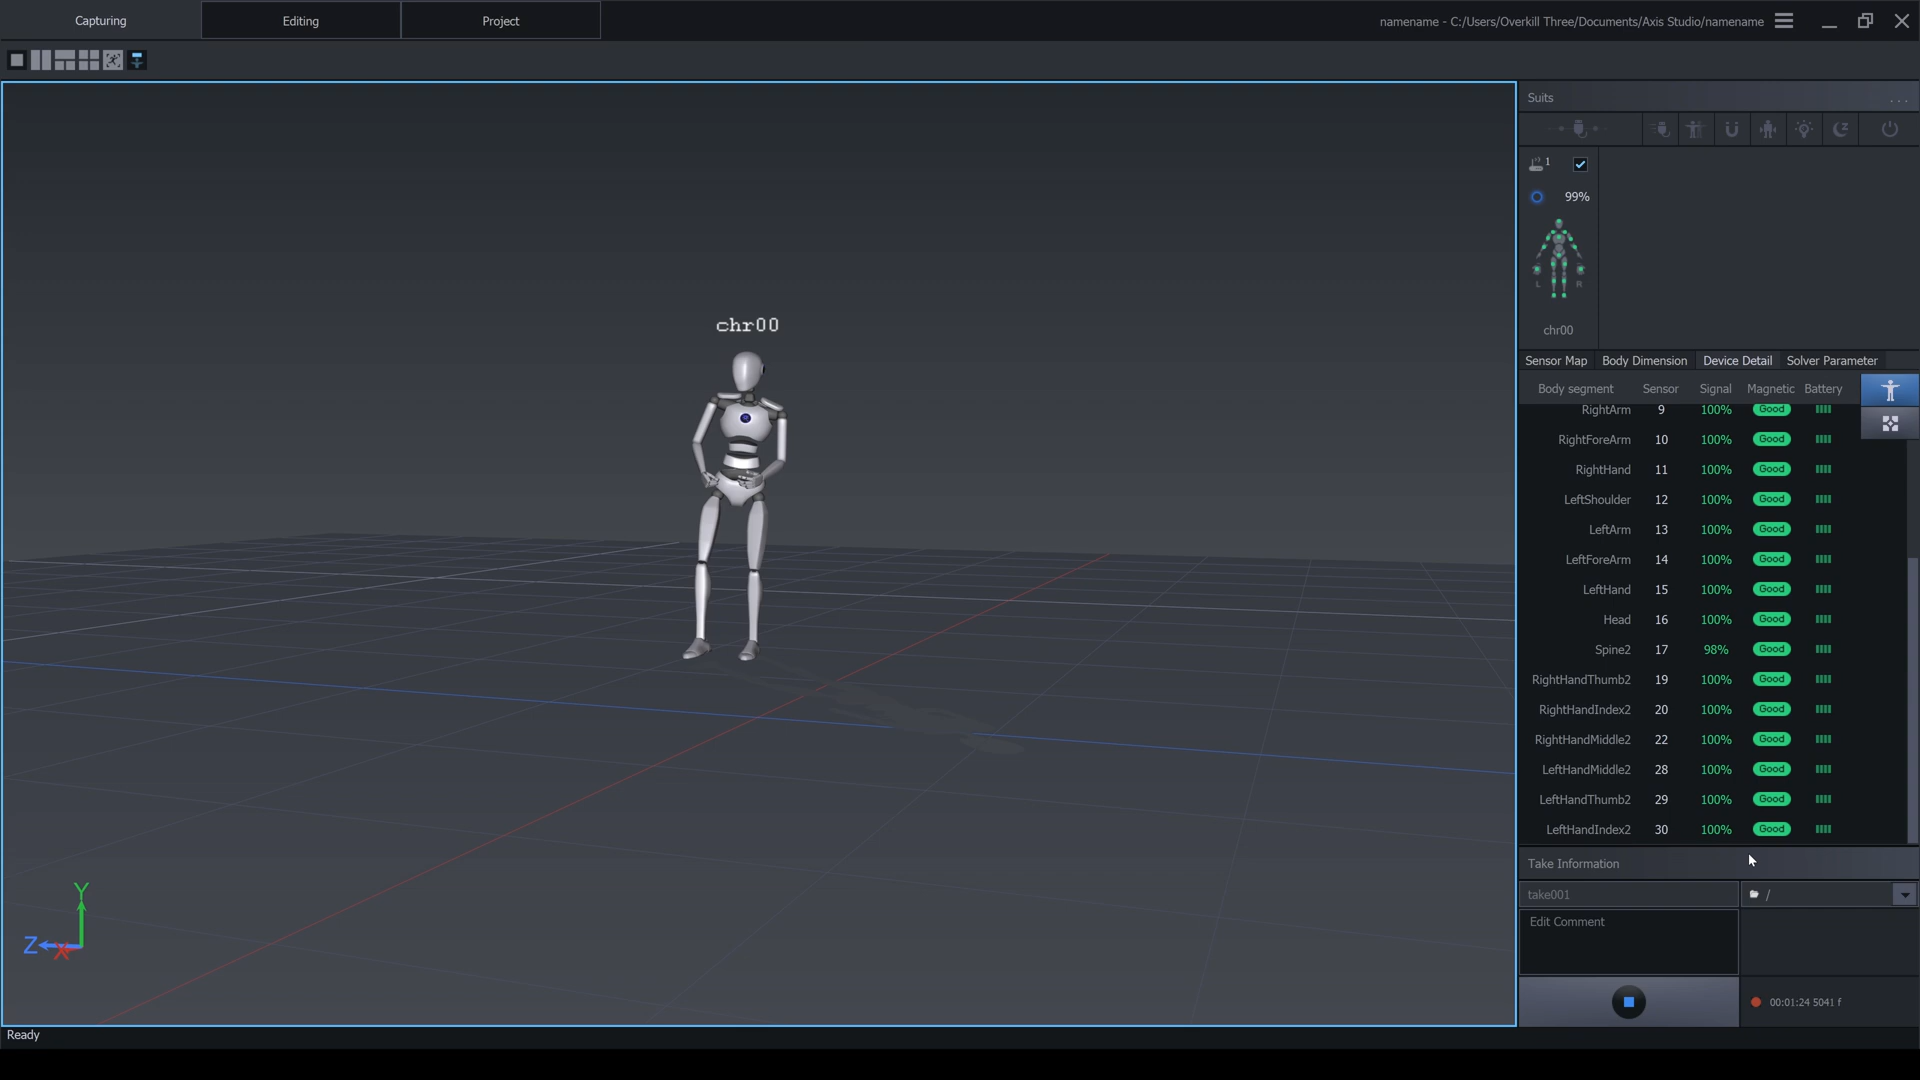 Capturing
Editing
Project
namename - C:/Users/Overkill Three/Documents/Axis Studio/namename
Suits
...
1
99%
L R
chr00
chr00
Sensor Map Body Dimension Device Detail Solver Parameter
Body segment Sensor Signal Magnetic Battery
RightArm 9 100% Good
RightForeArm 10 100% Good
RightHand 11 100% Good
LeftShoulder 12 100% Good
LeftArm 13 100% Good
LeftForeArm 14 100% Good
LeftHand 15 100% Good
Head 16 100% Good
Spine2 17 98% Good
RightHandThumb2 19 100% Good
RightHandIndex2 20 100% Good
RightHandMiddle2 22 100% Good
LeftHandMiddle2 28 100% Good
LeftHandThumb2 29 100% Good
LeftHandIndex2 30 100% Good
Take Information
take001
/
Edit Comment
00:01:24 5041 f
Y
Z
X
Ready